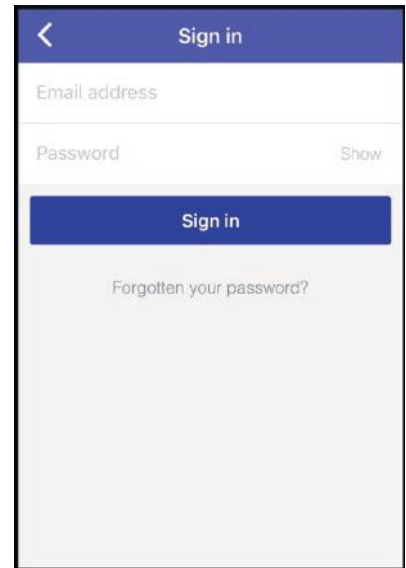 Sign in
Email address
Password Show
Sign in
Forgotten your password?